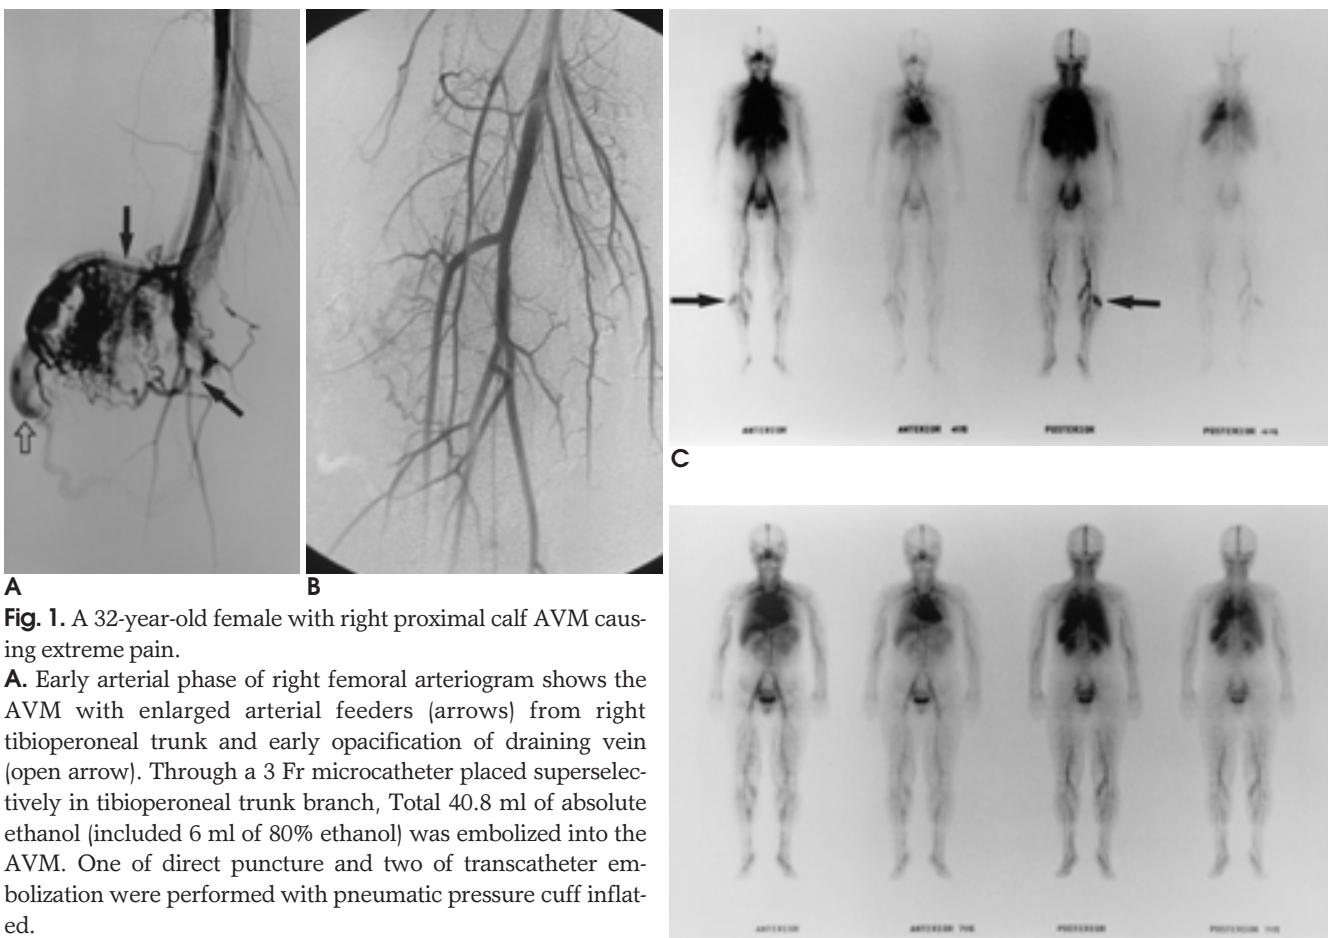 A
B
Fig. 1. A 32-year-old female with right proximal calf AVM caus-
ing extreme pain.
A. Early arterial phase of right femoral arteriogram shows the
AVM with enlarged arterial feeders (arrows) from right
tibioperoneal trunk and early opacification of draining vein
(open arrow). Through a 3 Fr microcatheter placed superselec-
tively in tibioperoneal trunk branch, Total 40.8 ml of absolute
ethanol (included 6 ml of 80% ethanol) was embolized into the
AVM. One of direct puncture and two of transcatheter em-
bolization were performed with pneumatic pressure cuff inflat-
ed.
ANTERIOR
ANTERIOR
POSTERIOR
POSTERIOR
C
ANTERIOR
ANTERIOR
POSTERIOR
POSTERIOR